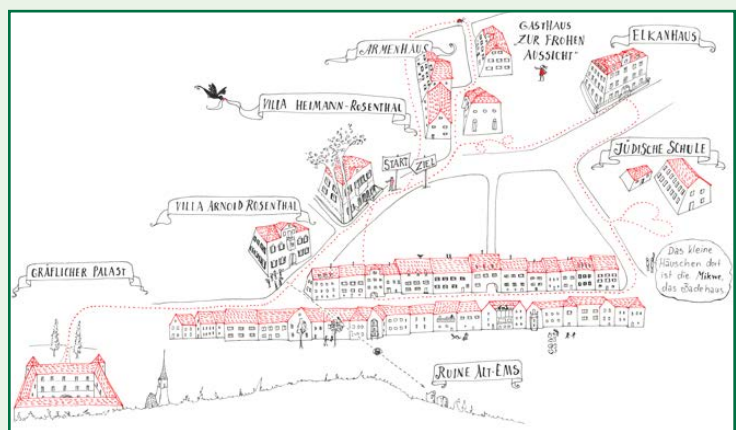 GASTHAUS
„ZUR FROHEN
AUSSICHT“
ELKANHAUS
ARMENHAUS
VILLA HEIMANN-ROSENTHAL
JÜDISCHE SCHULE
START
ZIEL
VILLA ARNOLD ROSENTHAL
GRÄFLICHER PALAST
Das kleine
Häuschen dort
ist die Mikwe,
das Badehaus.
RUINE ALT-EMS